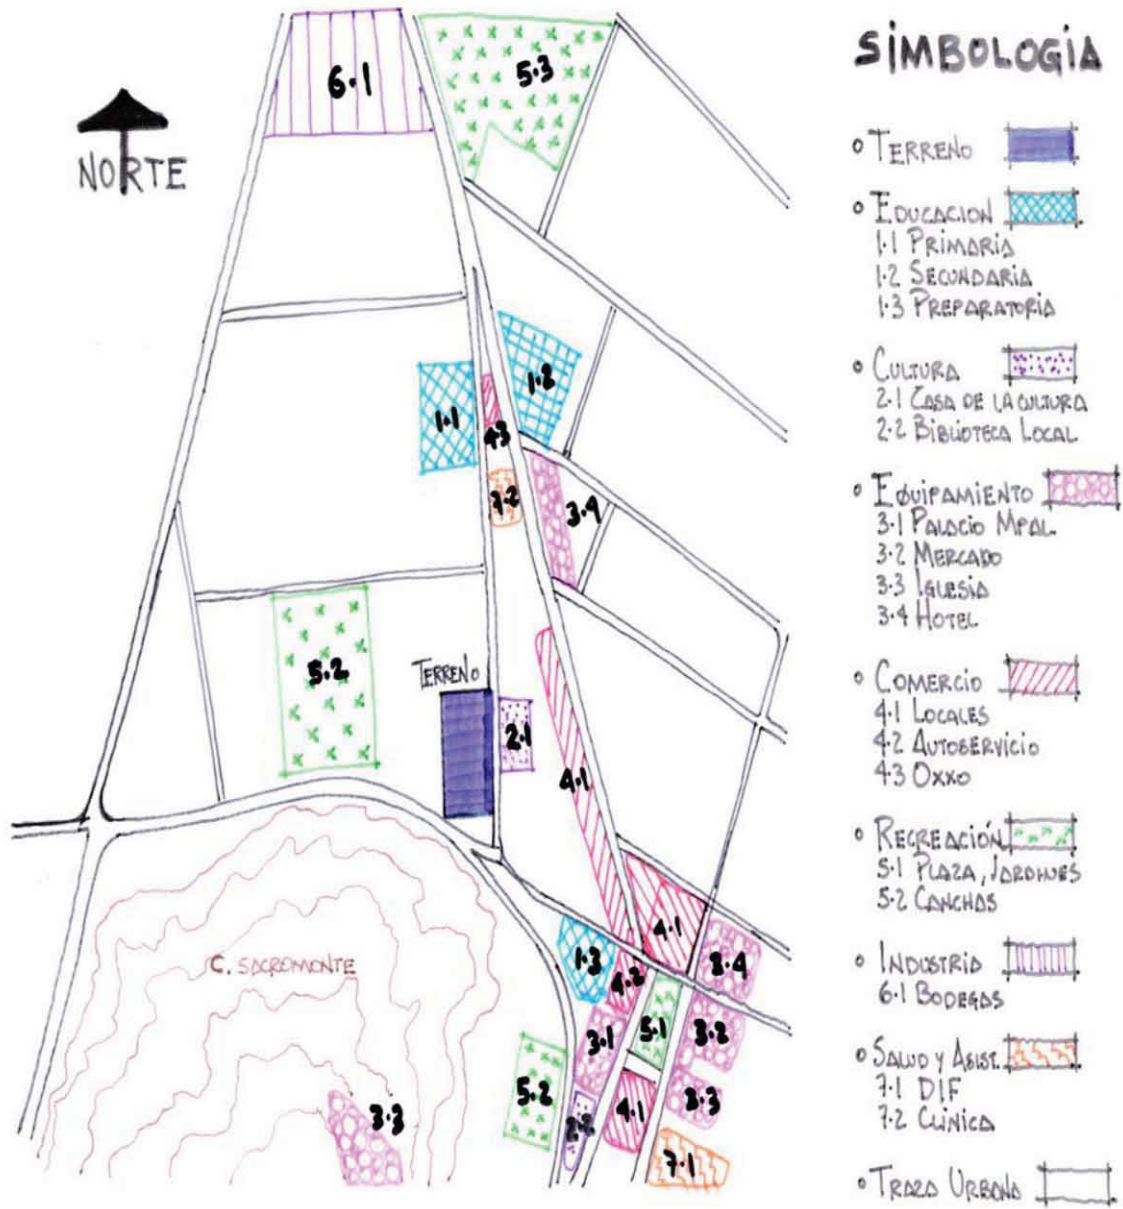 NORTE
6.1
5.3
1.1
4.3
1.2
7.2
3.4
5.2
TERRENO
2.1
4.1
C. SACROMONTE
1.3
4.2
4.1
3.4
3.1
5.1
3.2
5.2
2.2
4.1
3.3
3.3
7.1
SIMBOLOGIA
TERRENO
EDUCACION
1.1 PRIMARIA
1.2 SECUNDARIA
1.3 PREPARATORIA
CULTURA
2.1 CASA DE LA CULTURA
2.2 BIBLIOTECA LOCAL
EQUIPAMIENTO
3.1 PALACIO MPAL.
3.2 MERCADO
3.3 IGLESIA
3.4 HOTEL
COMERCIO
4.1 LOCALES
4.2 AUTOSERVICIO
4.3 OXXO
RECREACIÓN
5.1 PLAZA, JARDINES
5.2 CANCHAS
INDUSTRIA
6.1 BODEGAS
SALUD Y ASIST.
7.1 DIF
7.2 CLINICA
TRAZA URBANA